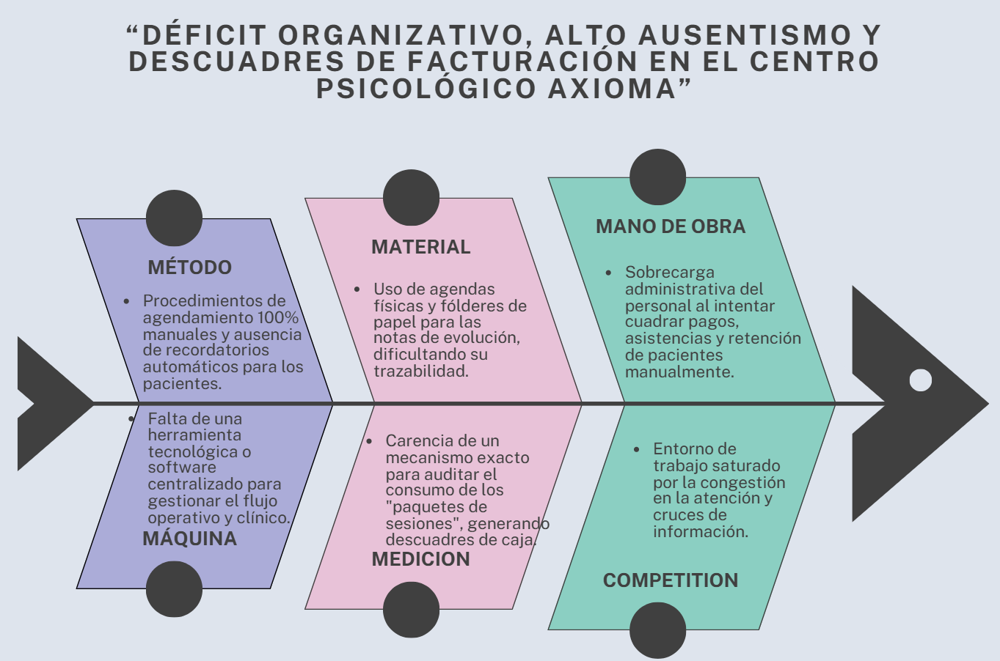 “DÉFICIT ORGANIZATIVO, ALTO AUSENTISMO Y
DESCUADRES DE FACTURACIÓN EN EL CENTRO
PSICOLÓGICO AXIOMA”
MÉTODO
• Procedimientos de
agendamiento 100%
manuales y ausencia
de recordatorios
automáticos para los
pacientes.
MATERIAL
• Uso de agendas
físicas y fólderes de
papel para las
notas de evolución,
dificultando su
trazabilidad.
MANO DE OBRA
• Sobrecarga
administrativa del
personal al intentar
cuadrar pagos,
asistencias y retención
de pacientes
manualmente.
• Falta de una
herramienta
tecnológica o
software
centralizado para
gestionar el flujo
operativo y clínico.
MÁQUINA
• Carencia de un
mecanismo exacto
para auditar el
consumo de los
"paquetes de
sesiones", generando
descuadres de caja.
MEDICION
• Entorno de
trabajo saturado
por la congestión
en la atención y
cruces de
información.
COMPETITION